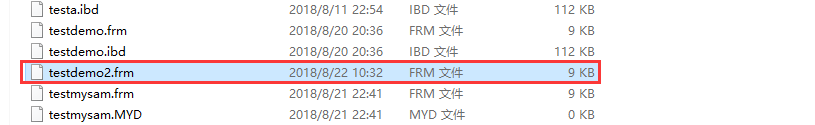 testa.ibd 2018/8/11 22:54 IBD 文件 112 KB
testdemo.frm 2018/8/20 20:36 FRM 文件 9 KB
testdemo.ibd 2018/8/20 20:36 IBD 文件 112 KB
testdemo2.frm 2018/8/22 10:32 FRM 文件 9 KB
testmysam.frm 2018/8/21 22:41 FRM 文件 9 KB
testmysam.MYD 2018/8/21 22:41 MYD 文件 0 KB